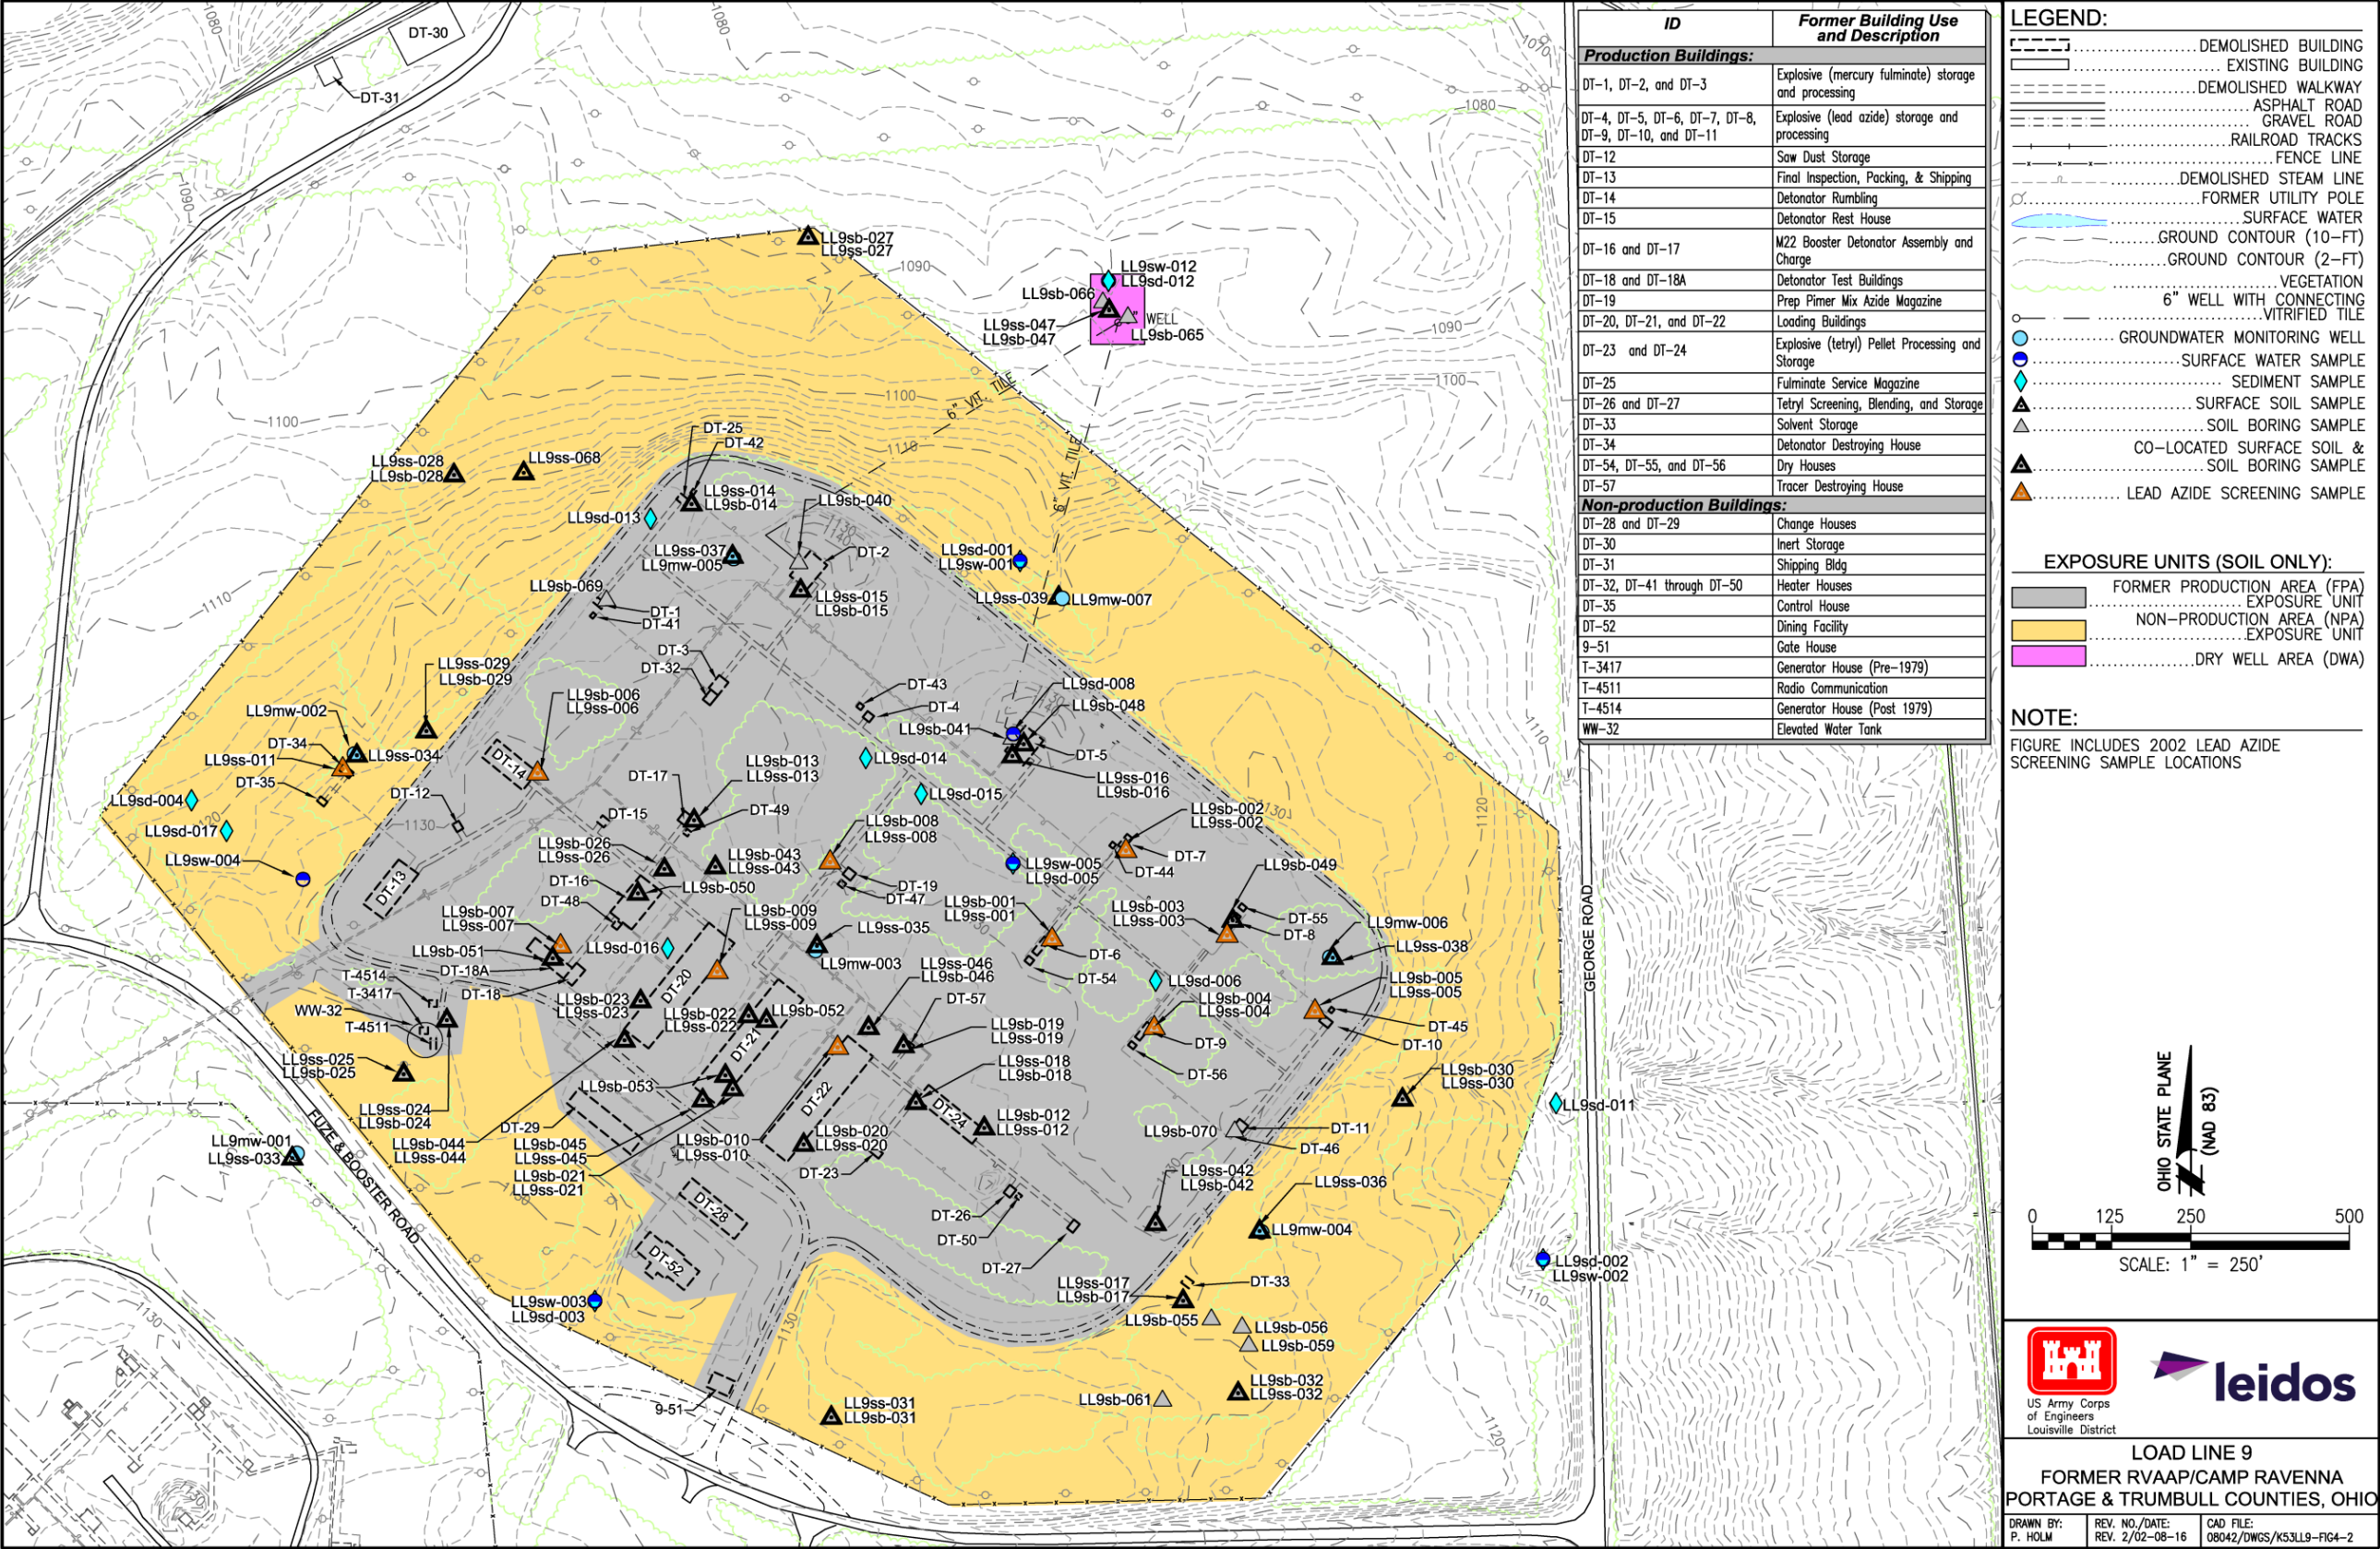 DT-30
DT-31
1080
1080
1070
1080
1090
LL9sb-027
LL9ss-027
1090
LL9sw-012
LL9sd-012
LL9sb-066
LL9ss-047
LL9sb-047
WELL
LL9sb-065
1090
1100
6" VIT. TILE
1100
1100
6" VIT. TILE
1110
DT-25
DT-42
LL9ss-028
LL9sb-028
LL9ss-068
LL9ss-014
LL9sb-014
LL9sb-040
LL9sd-013
1130
1140
LL9ss-037
LL9mw-005
DT-2
LL9sd-001
LL9sw-001
LL9sb-069
DT-1
DT-41
LL9ss-015
LL9sb-015
LL9ss-039
LL9mw-007
1110
DT-3
DT-32
LL9ss-029
LL9sb-029
LL9sb-006
LL9ss-006
DT-43
DT-4
LL9sd-008
LL9sb-048
LL9mw-002
DT-34
LL9ss-011
DT-35
LL9ss-034
LL9sb-041
DT-5
1110
DT-14
DT-17
LL9sb-013
LL9ss-013
LL9sd-014
LL9ss-016
LL9sb-016
LL9sd-004
LL9sd-017
1120
DT-12
1130
DT-15
DT-49
LL9sd-015
LL9sb-002
LL9ss-002
1130
1120
LL9sw-004
DT-13
LL9sb-026
LL9ss-026
LL9sb-043
LL9ss-043
LL9sb-008
LL9ss-008
LL9sw-005
LL9sd-005
DT-7
DT-44
LL9sb-049
DT-16
DT-48
LL9sb-050
DT-19
DT-47
LL9sb-007
LL9ss-007
LL9sb-009
LL9ss-009
LL9sb-001
LL9ss-001
LL9sb-003
LL9ss-003
DT-55
DT-8
LL9mw-006
LL9ss-038
LL9sb-051
DT-18A
LL9sd-016
LL9ss-035
LL9mw-003
DT-6
DT-54
T-4514
T-3417
WW-32
T-4511
DT-18
DT-20
LL9ss-046
LL9sb-046
DT-57
LL9sd-006
LL9sb-005
LL9ss-005
LL9sb-023
LL9ss-023
LL9sb-022
LL9ss-022
LL9sb-052
LL9sb-004
LL9ss-004
DT-45
DT-10
LL9sb-019
LL9ss-019
DT-9
DT-56
DT-21
LL9ss-025
LL9sb-025
LL9sb-053
DT-22
LL9ss-018
LL9sb-018
LL9sb-030
LL9ss-030
LL9ss-024
LL9sb-024
DT-29
DT-24
LL9sb-012
LL9ss-012
LL9sd-011
LL9mw-001
LL9ss-033
LL9sb-044
LL9ss-044
LL9sb-045
LL9ss-045
LL9sb-021
LL9ss-021
LL9sb-010
LL9ss-010
LL9sb-020
LL9ss-020
DT-23
LL9sb-070
DT-11
DT-46
LL9ss-042
LL9sb-042
LL9ss-036
LL9mw-004
DT-28
DT-26
DT-50
DT-27
DT-52
FUZE & BOOSTER ROAD
GEORGE ROAD
LL9ss-017
LL9sb-017
DT-33
LL9sb-055
LL9sb-056
LL9sb-059
LL9sd-002
LL9sw-002
1110
LL9sw-003
LL9sd-003
1130
1130
1130
LL9sb-061
LL9sb-032
LL9ss-032
9-51
LL9ss-031
LL9sb-031
1120
ID Former Building Use and Description
Production Buildings:
DT-1, DT-2, and DT-3 Explosive (mercury fulminate) storage and processing
DT-4, DT-5, DT-6, DT-7, DT-8, DT-9, DT-10, and DT-11 Explosive (lead azide) storage and processing
DT-12 Saw Dust Storage
DT-13 Final Inspection, Packing, & Shipping
DT-14 Detonator Rumbling
DT-15 Detonator Rest House
DT-16 and DT-17 M22 Booster Detonator Assembly and Charge
DT-18 and DT-18A Detonator Test Buildings
DT-19 Prep Pimer Mix Azide Magazine
DT-20, DT-21, and DT-22 Loading Buildings
DT-23 and DT-24 Explosive (tetryl) Pellet Processing and Storage
DT-25 Fulminate Service Magazine
DT-26 and DT-27 Tetryl Screening, Blending, and Storage
DT-33 Solvent Storage
DT-34 Detonator Destroying House
DT-54, DT-55, and DT-56 Dry Houses
DT-57 Tracer Destroying House
Non-production Buildings:
DT-28 and DT-29 Change Houses
DT-30 Inert Storage
DT-31 Shipping Bldg
DT-32, DT-41 through DT-50 Heater Houses
DT-35 Control House
DT-52 Dining Facility
9-51 Gate House
T-3417 Generator House (Pre-1979)
T-4511 Radio Communication
T-4514 Generator House (Post 1979)
WW-32 Elevated Water Tank
LEGEND:
DEMOLISHED BUILDING
EXISTING BUILDING
DEMOLISHED WALKWAY
ASPHALT ROAD
GRAVEL ROAD
RAILROAD TRACKS
FENCE LINE
DEMOLISHED STEAM LINE
FORMER UTILITY POLE
SURFACE WATER
GROUND CONTOUR (10-FT)
GROUND CONTOUR (2-FT)
VEGETATION
6" WELL WITH CONNECTING
VITRIFIED TILE
GROUNDWATER MONITORING WELL
SURFACE WATER SAMPLE
SEDIMENT SAMPLE
SURFACE SOIL SAMPLE
SOIL BORING SAMPLE
CO-LOCATED SURFACE SOIL &
SOIL BORING SAMPLE
LEAD AZIDE SCREENING SAMPLE
EXPOSURE UNITS (SOIL ONLY):
FORMER PRODUCTION AREA (FPA)
EXPOSURE UNIT
NON-PRODUCTION AREA (NPA)
EXPOSURE UNIT
DRY WELL AREA (DWA)
NOTE:
FIGURE INCLUDES 2002 LEAD AZIDE
SCREENING SAMPLE LOCATIONS
OHIO STATE PLANE
(NAD 83)
0 125 250 500
SCALE: 1" = 250'
US Army Corps
of Engineers
Louisville District
leidos
LOAD LINE 9
FORMER RVAAP/CAMP RAVENNA
PORTAGE & TRUMBULL COUNTIES, OHIO
DRAWN BY:
P. HOLM
REV. NO./DATE:
REV. 2/02-08-16
CAD FILE:
08042/DWGS/K53LL9-FIG4-2